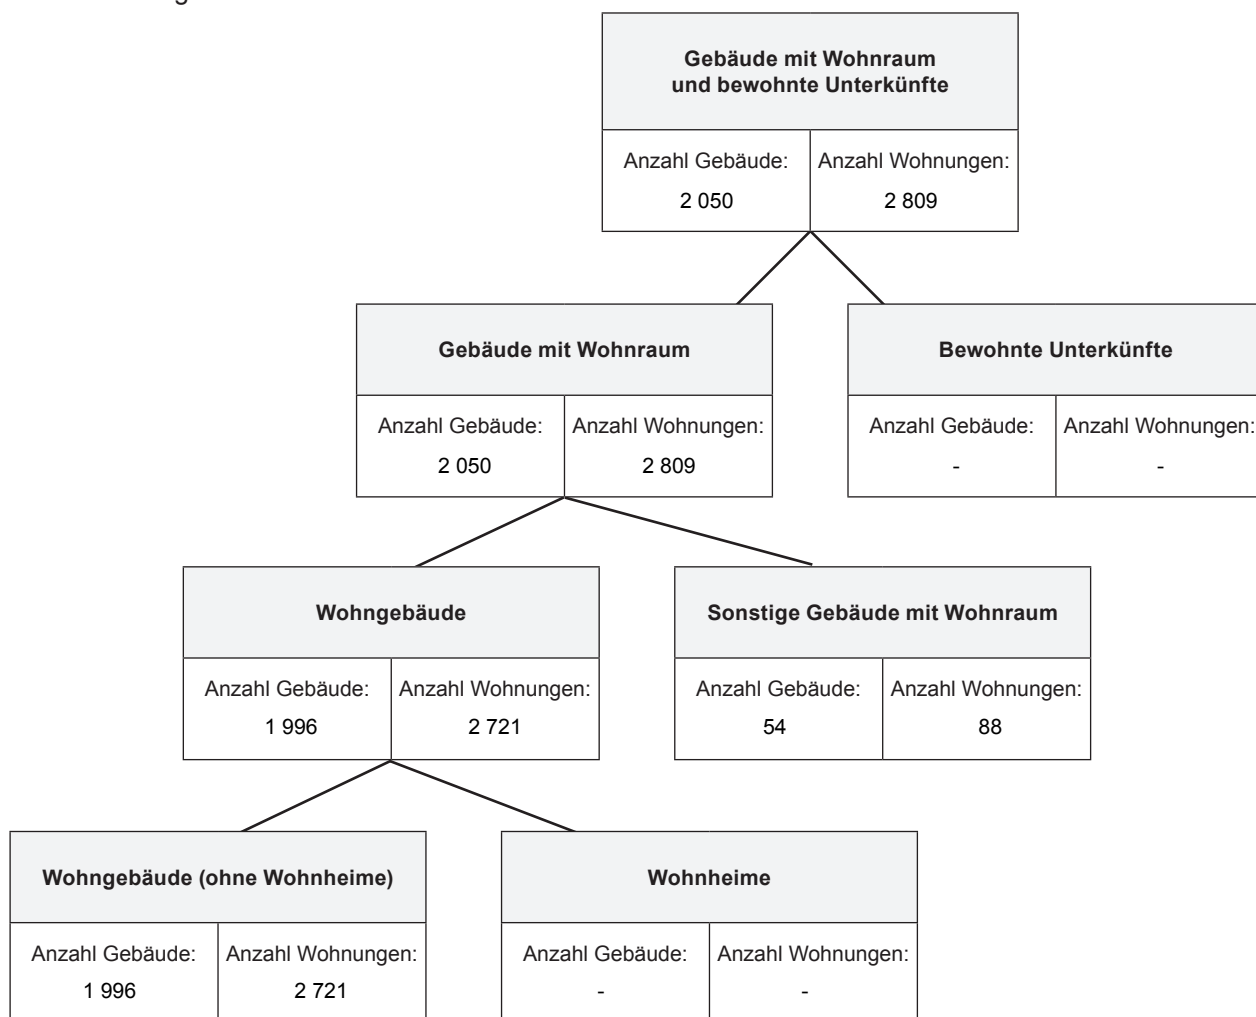 Gebäude mit Wohnraum
und bewohnte Unterkünfte
Anzahl Gebäude: Anzahl Wohnungen:
2 050 2 809
Gebäude mit Wohnraum Bewohnte Unterkünfte
Anzahl Gebäude: Anzahl Wohnungen: Anzahl Gebäude: Anzahl Wohnungen:
2 050 2 809 - -
Wohngebäude Sonstige Gebäude mit Wohnraum
Anzahl Gebäude: Anzahl Wohnungen: Anzahl Gebäude: Anzahl Wohnungen:
1 996 2 721 54 88
Wohngebäude (ohne Wohnheime) Wohnheime
Anzahl Gebäude: Anzahl Wohnungen: Anzahl Gebäude: Anzahl Wohnungen:
1 996 2 721 - -